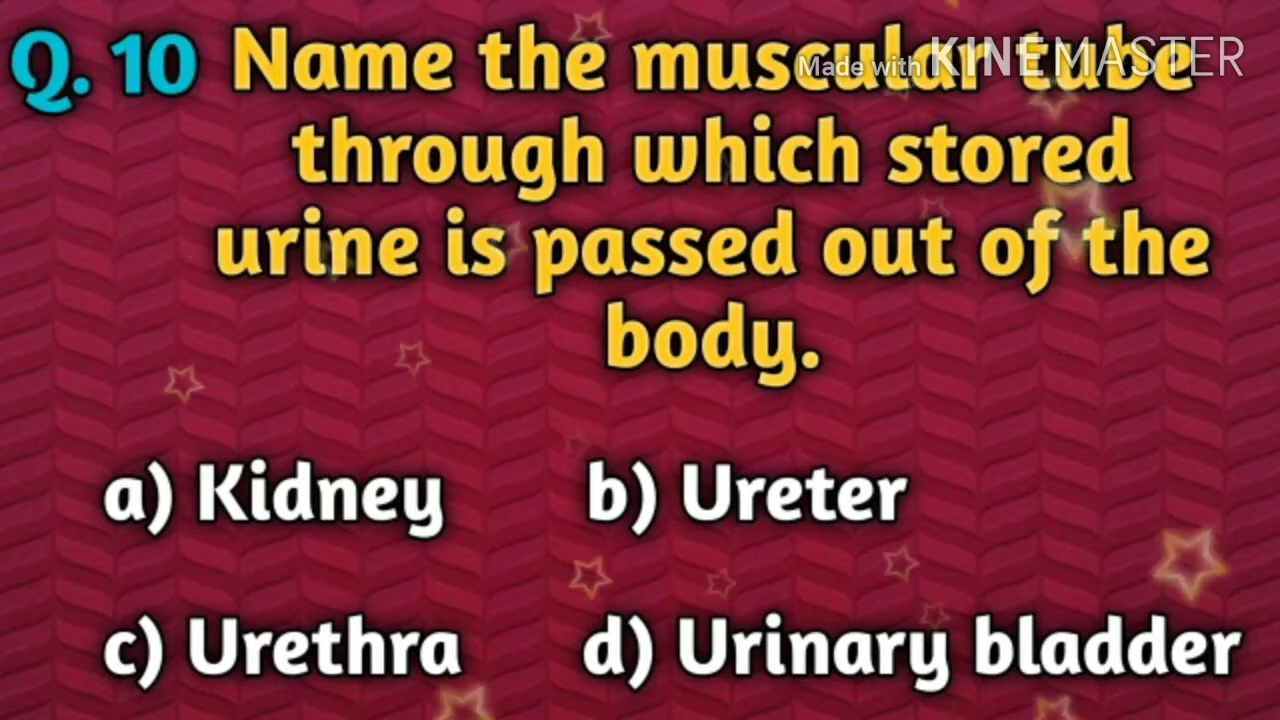 Q. 10 Name the muscular tube
Made with KINEMASTER
through which stored
urine is passed out of the
body.
a) Kidney b) Ureter
c) Urethra d) Urinary bladder